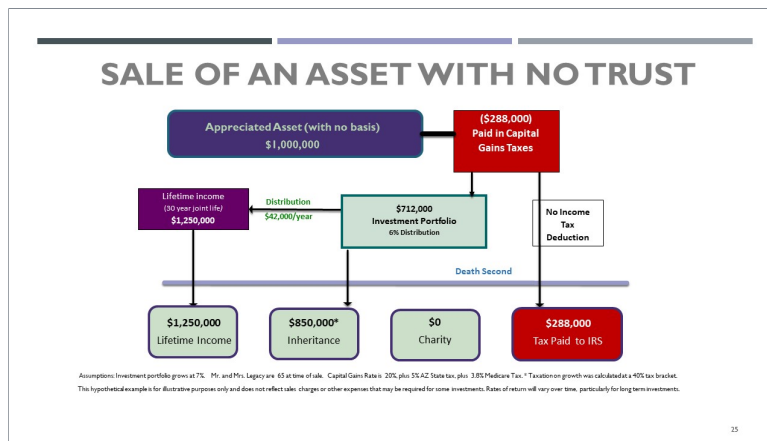 SALE OF AN ASSET WITH NO TRUST
Appreciated Asset (with no basis)
$1,000,000
($288,000)
Paid in Capital
Gains Taxes
Lifetime income
(30 year joint life)
$1,250,000
Distribution
$42,000/year
$712,000
Investment Portfolio
6% Distribution
No Income
Tax
Deduction
Death Second
$1,250,000
Lifetime Income
$850,000*
Inheritance
$0
Charity
$288,000
Tax Paid to IRS
Assumptions: Investment portfolio grows at 7%. Mr. and Mrs. Legacy are 65 at time of sale. Capital Gains Rate is 20%, plus 5% AZ State tax, plus 3.8% Medicare Tax. * Taxation on growth was calculated at a 40% tax bracket.
This hypothetical example is for illustrative purposes only and does not reflect sales charges or other expenses that may be required for some investments. Rates of return will vary over time, particularly for long term investments.
25